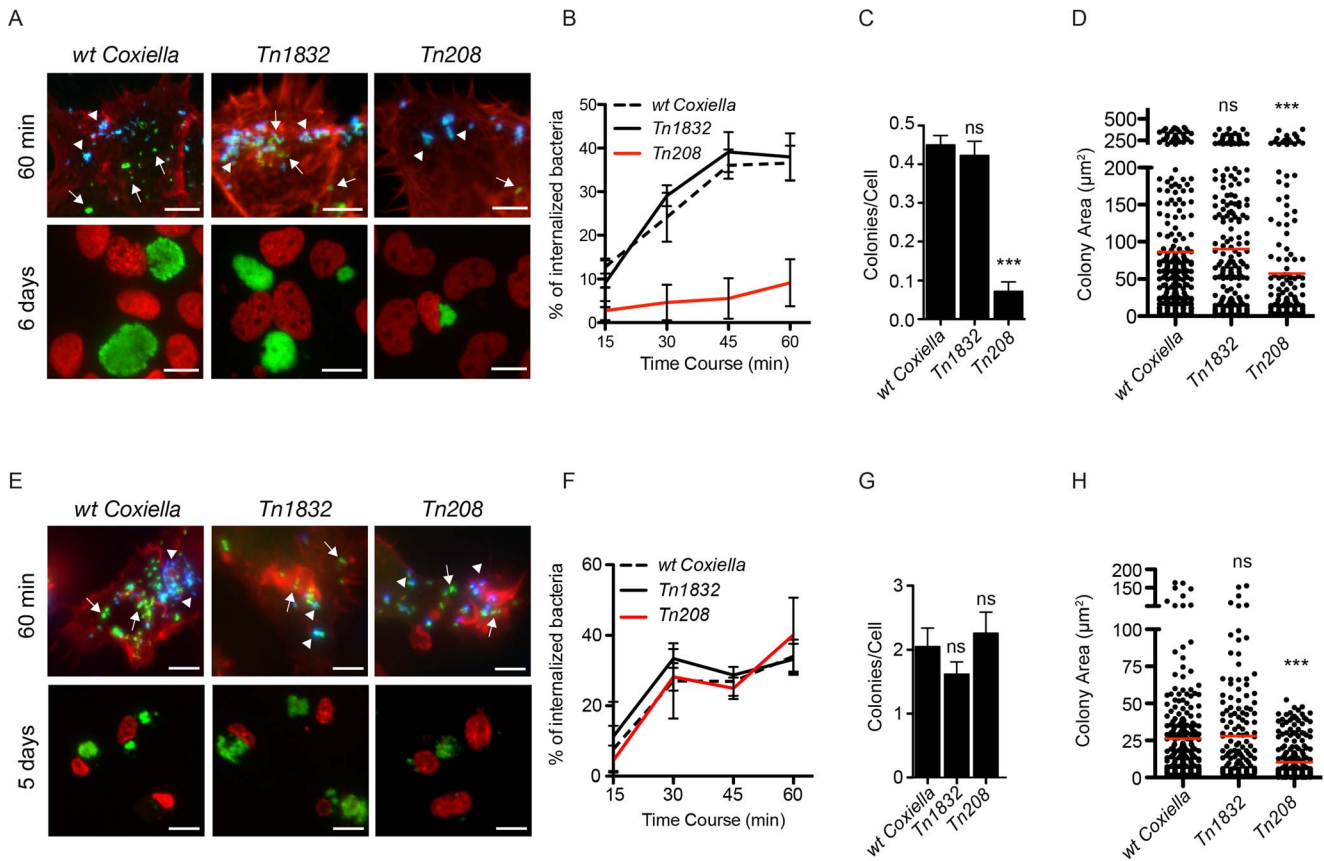 A
wt Coxiella
Tn1832
Tn208
60 min
6 days
B
50
40
30
20
10
0
% of internalized bacteria
wt Coxiella
Tn1832
Tn208
15
30
45
60
Time Course (min)
C
0.5
0.4
0.3
0.2
0.1
0.0
Colonies/Cell
ns
***
wt Coxiella
Tn1832
Tn208
D
500
250
200
150
100
50
0
Colony Area (μm²)
ns
***
wt Coxiella
Tn1832
Tn208
E
wt Coxiella
Tn1832
Tn208
60 min
5 days
F
60
40
20
0
% of internalized bacteria
wt Coxiella
Tn1832
Tn208
15
30
45
60
Time Course (min)
G
3
2
1
0
Colonies/Cell
ns
ns
wt Coxiella
Tn1832
Tn208
H
250
150
100
75
50
25
0
Colony Area (μm²)
ns
***
wt Coxiella
Tn1832
Tn208